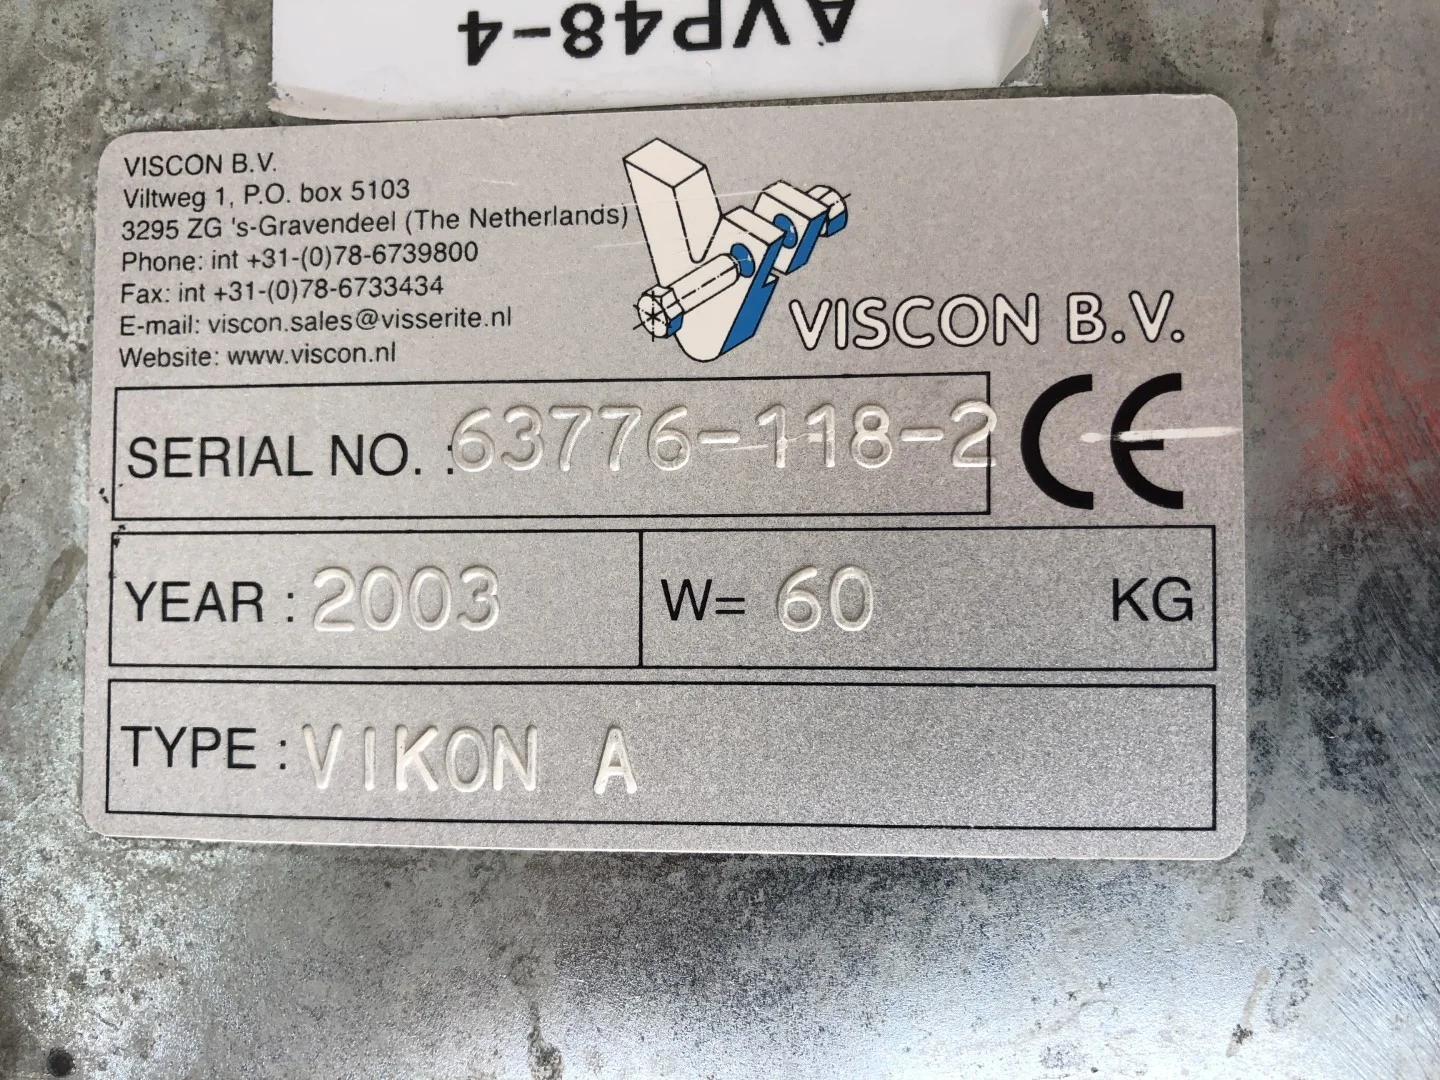 AVP48-4
VISCON B.V.
Viltweg 1, P.O. box 5103
3295 ZG 's-Gravendeel (The Netherlands)
Phone: int +31-(0)78-6739800
Fax: int +31-(0)78-6733434
E-mail: viscon.sales@visserite.nl
Website: www.viscon.nl
VISCON B.V.
SERIAL NO. : 63776-118-2
CE
YEAR : 2003
W= 60 KG
TYPE : VIKON A